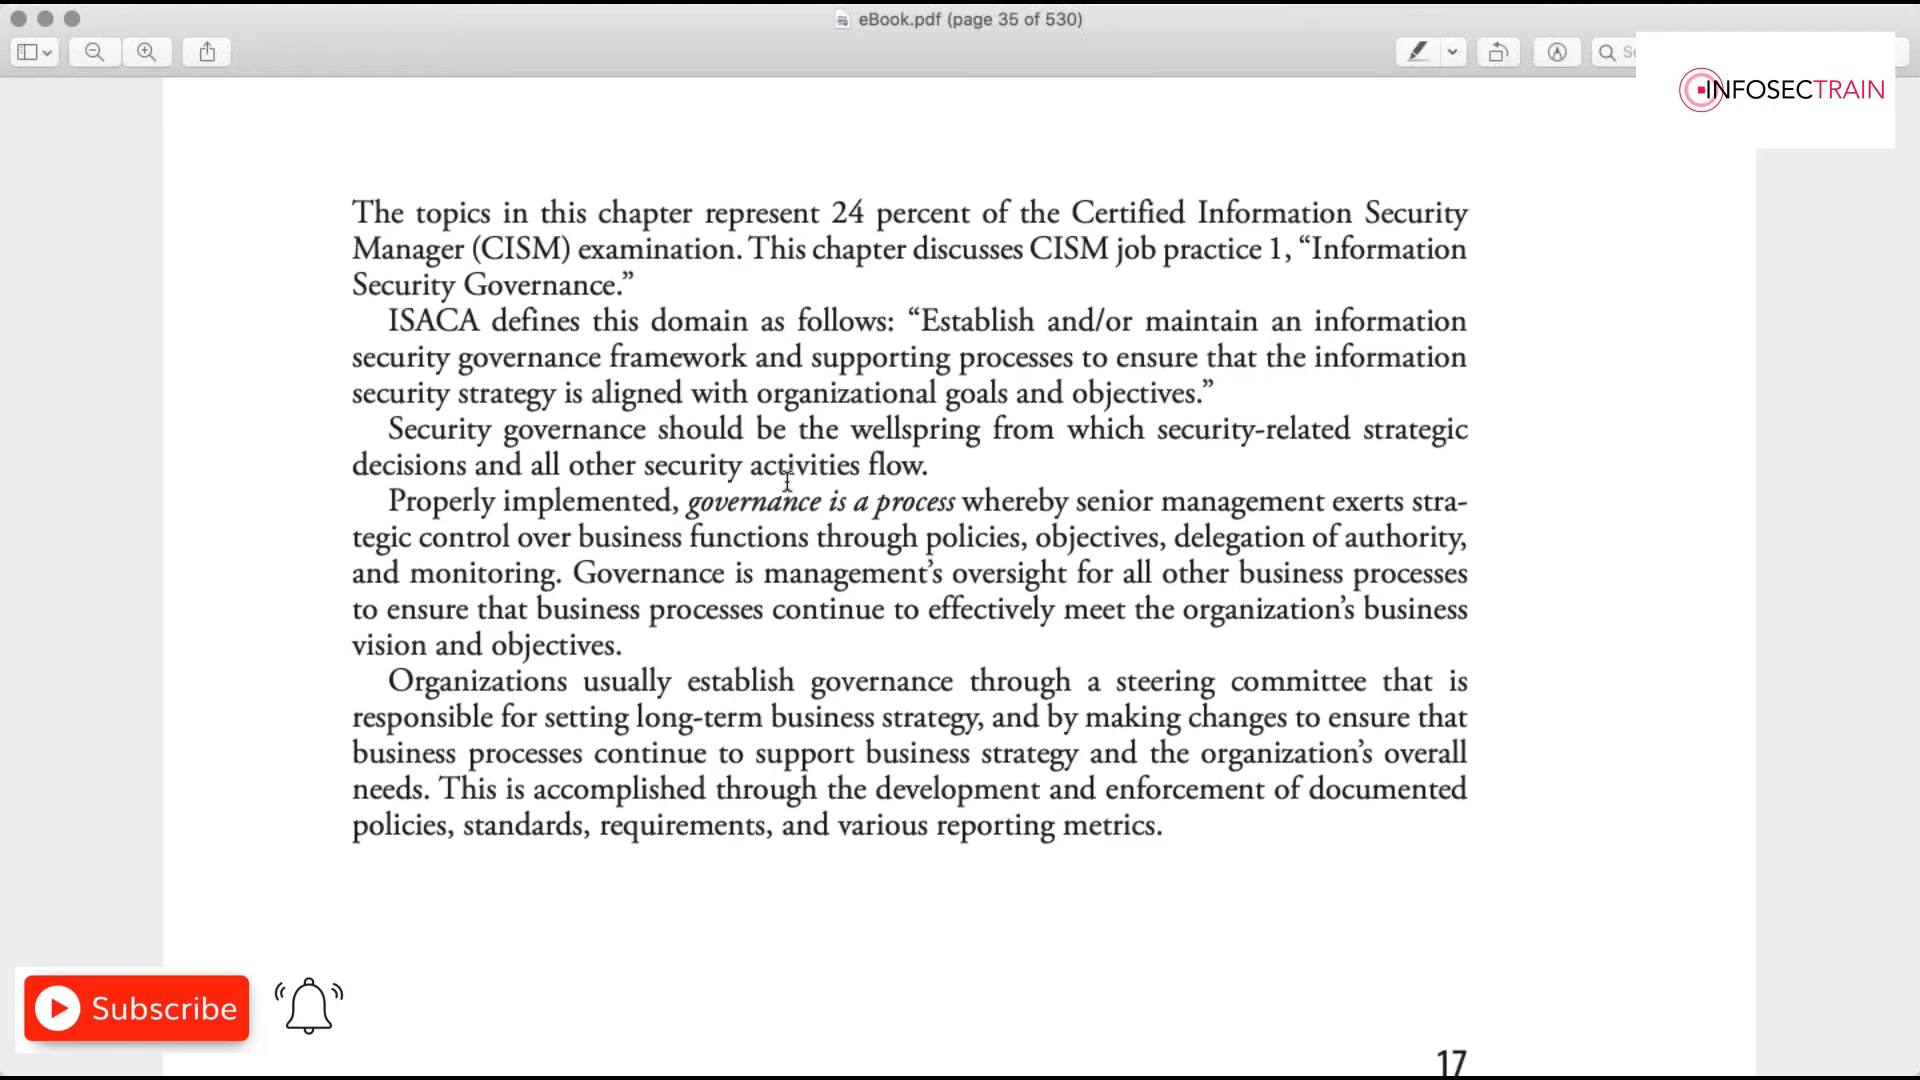 eBook.pdf (page 35 of 530)
INFOSECTRAIN
The topics in this chapter represent 24 percent of the Certified Information Security
Manager (CISM) examination. This chapter discusses CISM job practice 1, “Information
Security Governance.”
ISACA defines this domain as follows: “Establish and/or maintain an information
security governance framework and supporting processes to ensure that the information
security strategy is aligned with organizational goals and objectives.”
Security governance should be the wellspring from which security-related strategic
decisions and all other security activities flow.
Properly implemented, governance is a process whereby senior management exerts stra-
tegic control over business functions through policies, objectives, delegation of authority,
and monitoring. Governance is management’s oversight for all other business processes
to ensure that business processes continue to effectively meet the organization’s business
vision and objectives.
Organizations usually establish governance through a steering committee that is
responsible for setting long-term business strategy, and by making changes to ensure that
business processes continue to support business strategy and the organization’s overall
needs. This is accomplished through the development and enforcement of documented
policies, standards, requirements, and various reporting metrics.
Subscribe
17